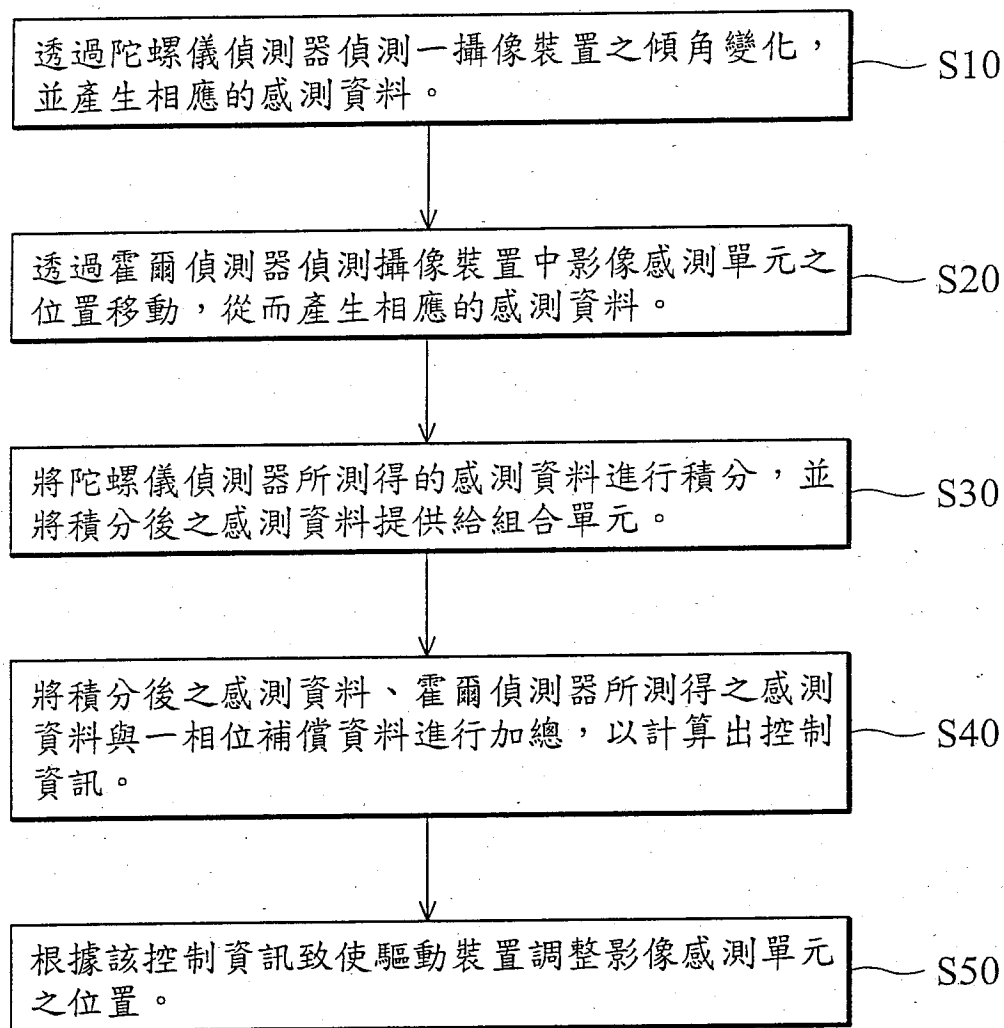 透過陀螺儀偵測器偵測一攝像裝置之傾角變化，
並產生相應的感測資料。
S10
透過霍爾偵測器偵測攝像裝置中影像感測單元之
位置移動，從而產生相應的感測資料。
S20
將陀螺儀偵測器所測得的感測資料進行積分，並
將積分後之感測資料提供給組合單元。
S30
將積分後之感測資料、霍爾偵測器所測得之感測
資料與一相位補償資料進行加總，以計算出控制
資訊。
S40
根據該控制資訊致使驅動裝置調整影像感測單元
之位置。
S50